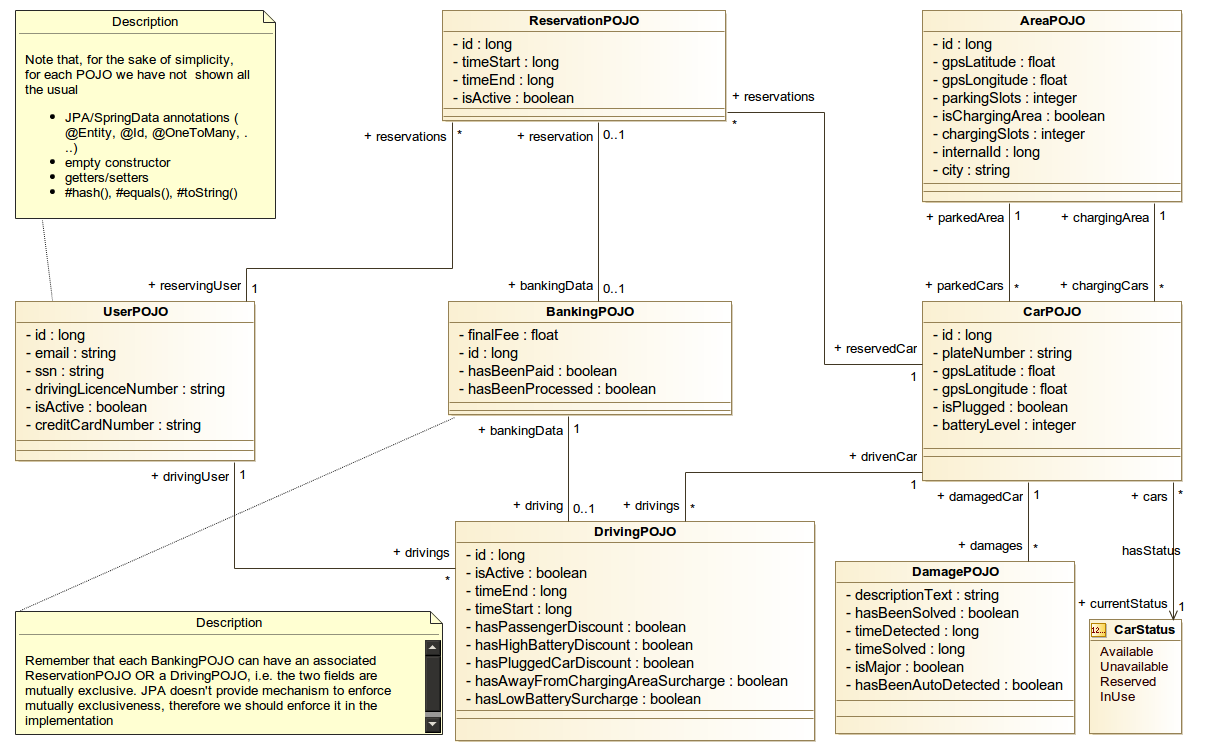 Description
Note that, for the sake of simplicity,
for each POJO we have not shown all
the usual
• JPA/SpringData annotations (
@Entity, @Id, @OneToMany, .
..)
• empty constructor
• getters/setters
• #hash(), #equals(), #toString()
ReservationPOJO
- id : long
- timeStart : long
- timeEnd : long
- isActive : boolean
AreaPOJO
- id : long
- gpsLatitude : float
- gpsLongitude : float
- parkingSlots : integer
- isChargingArea : boolean
- chargingSlots : integer
- internalId : long
- city : string
+ reservations
*
+ reservations
*
+ reservation
0..1
+ parkedArea
1
+ chargingArea
1
+ reservingUser
1
+ bankingData
0..1
+ parkedCars
*
+ chargingCars
*
UserPOJO
- id : long
- email : string
- ssn : string
- drivingLicenceNumber : string
- isActive : boolean
- creditCardNumber : string
BankingPOJO
- finalFee : float
- id : long
- hasBeenPaid : boolean
- hasBeenProcessed : boolean
+ reservedCar
1
CarPOJO
- id : long
- plateNumber : string
- gpsLatitude : float
- gpsLongitude : float
- isPlugged : boolean
- batteryLevel : integer
+ bankingData
1
+ drivingUser
1
+ drivenCar
1
+ driving
0..1
+ drivings
*
+ damagedCar
1
+ cars
*
+ drivings
*
+ damages
*
hasStatus
+ currentStatus
1
DrivingPOJO
- id : long
- isActive : boolean
- timeEnd : long
- timeStart : long
- hasPassengerDiscount : boolean
- hasHighBatteryDiscount : boolean
- hasPluggedCarDiscount : boolean
- hasAwayFromChargingAreaSurcharge : boolean
- hasLowBatterySurcharge : boolean
DamagePOJO
- descriptionText : string
- hasBeenSolved : boolean
- timeDetected : long
- timeSolved : long
- isMajor : boolean
- hasBeenAutoDetected : boolean
12... CarStatus
Available
Unavailable
Reserved
InUse
Description
Remember that each BankingPOJO can have an associated
ReservationPOJO OR a DrivingPOJO, i.e. the two fields are
mutually exclusive. JPA doesn't provide mechanism to enforce
mutually exclusiveness, therefore we should enforce it in the
implementation